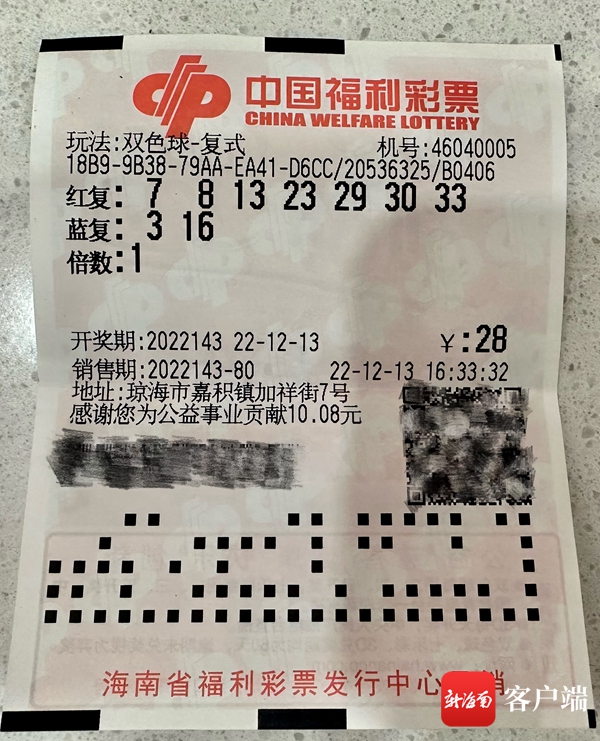 中国福利彩票
CHINA WELFARE LOTTERY
玩法:双色球-复式 机号:46040005
18B9-9B38-79AA-EA41-D6CC/20536325/B0406
红复: 7 8 13 23 29 30 33
蓝复: 3 16
倍数:1
开奖期:2022143 22-12-13 ¥:28
销售期:2022143-80 22-12-13 16:33:32
地址:琼海市嘉积镇加祥街7号
感谢您为公益事业贡献10.08元
海南省福利彩票发行中心 销
新海南 客户端